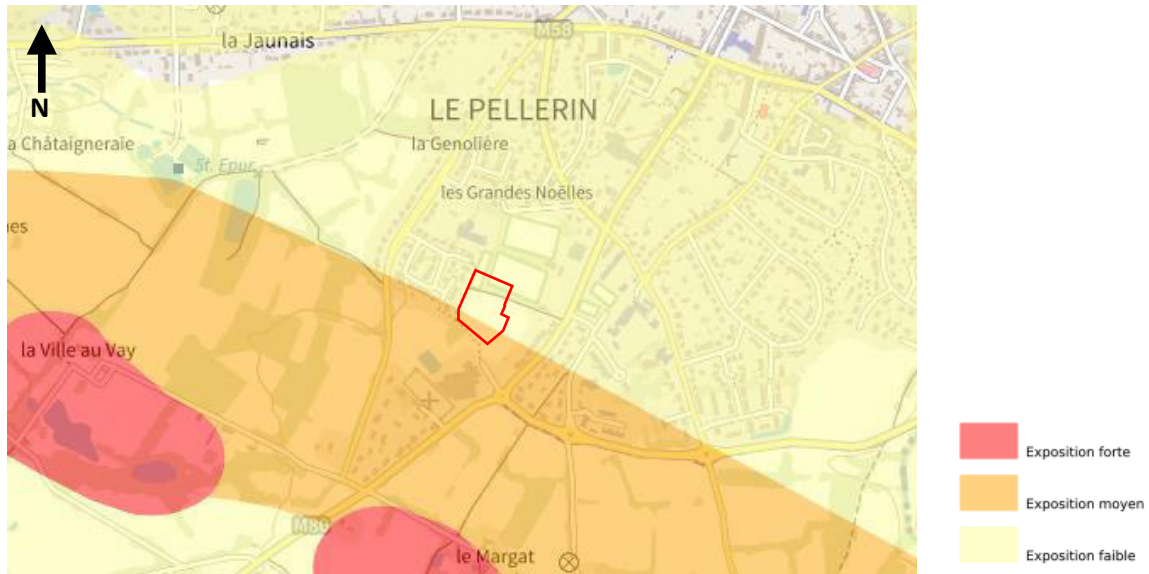 la Jaunais
M58
N
LE PELLERIN
a Châtaigneraie
la Genolière
St. Epur.
les Grandes Noëlles
es
la Ville au Vay
M80
le Margat
Exposition forte
Exposition moyen
Exposition faible